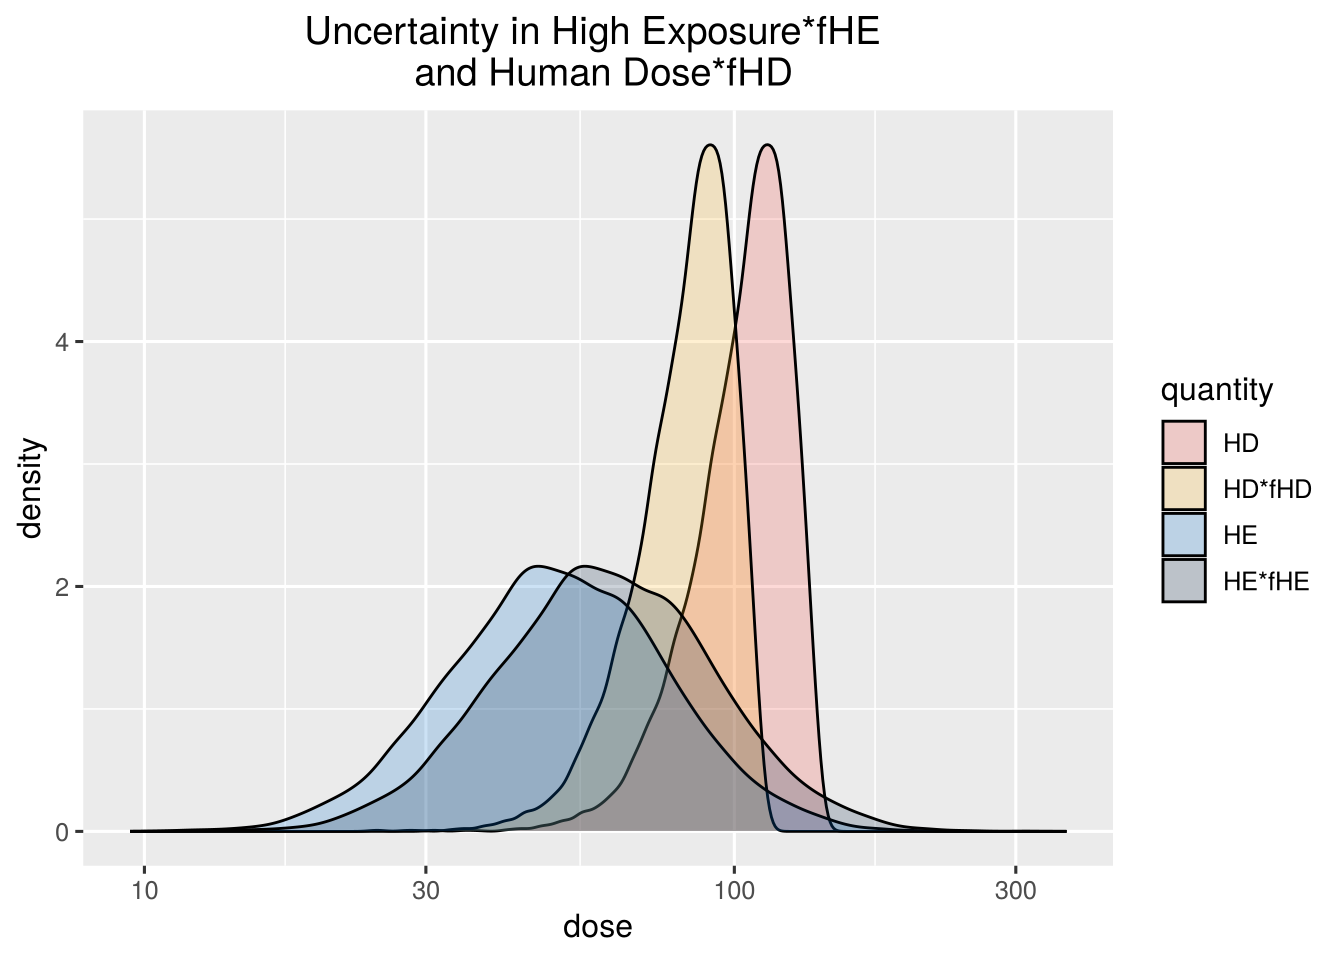 Uncertainty in High Exposure*fHE
and Human Dose*fHD
density
4
2
0
10
30
100
300
dose
quantity
HD
HD*fHD
HE
HE*fHE